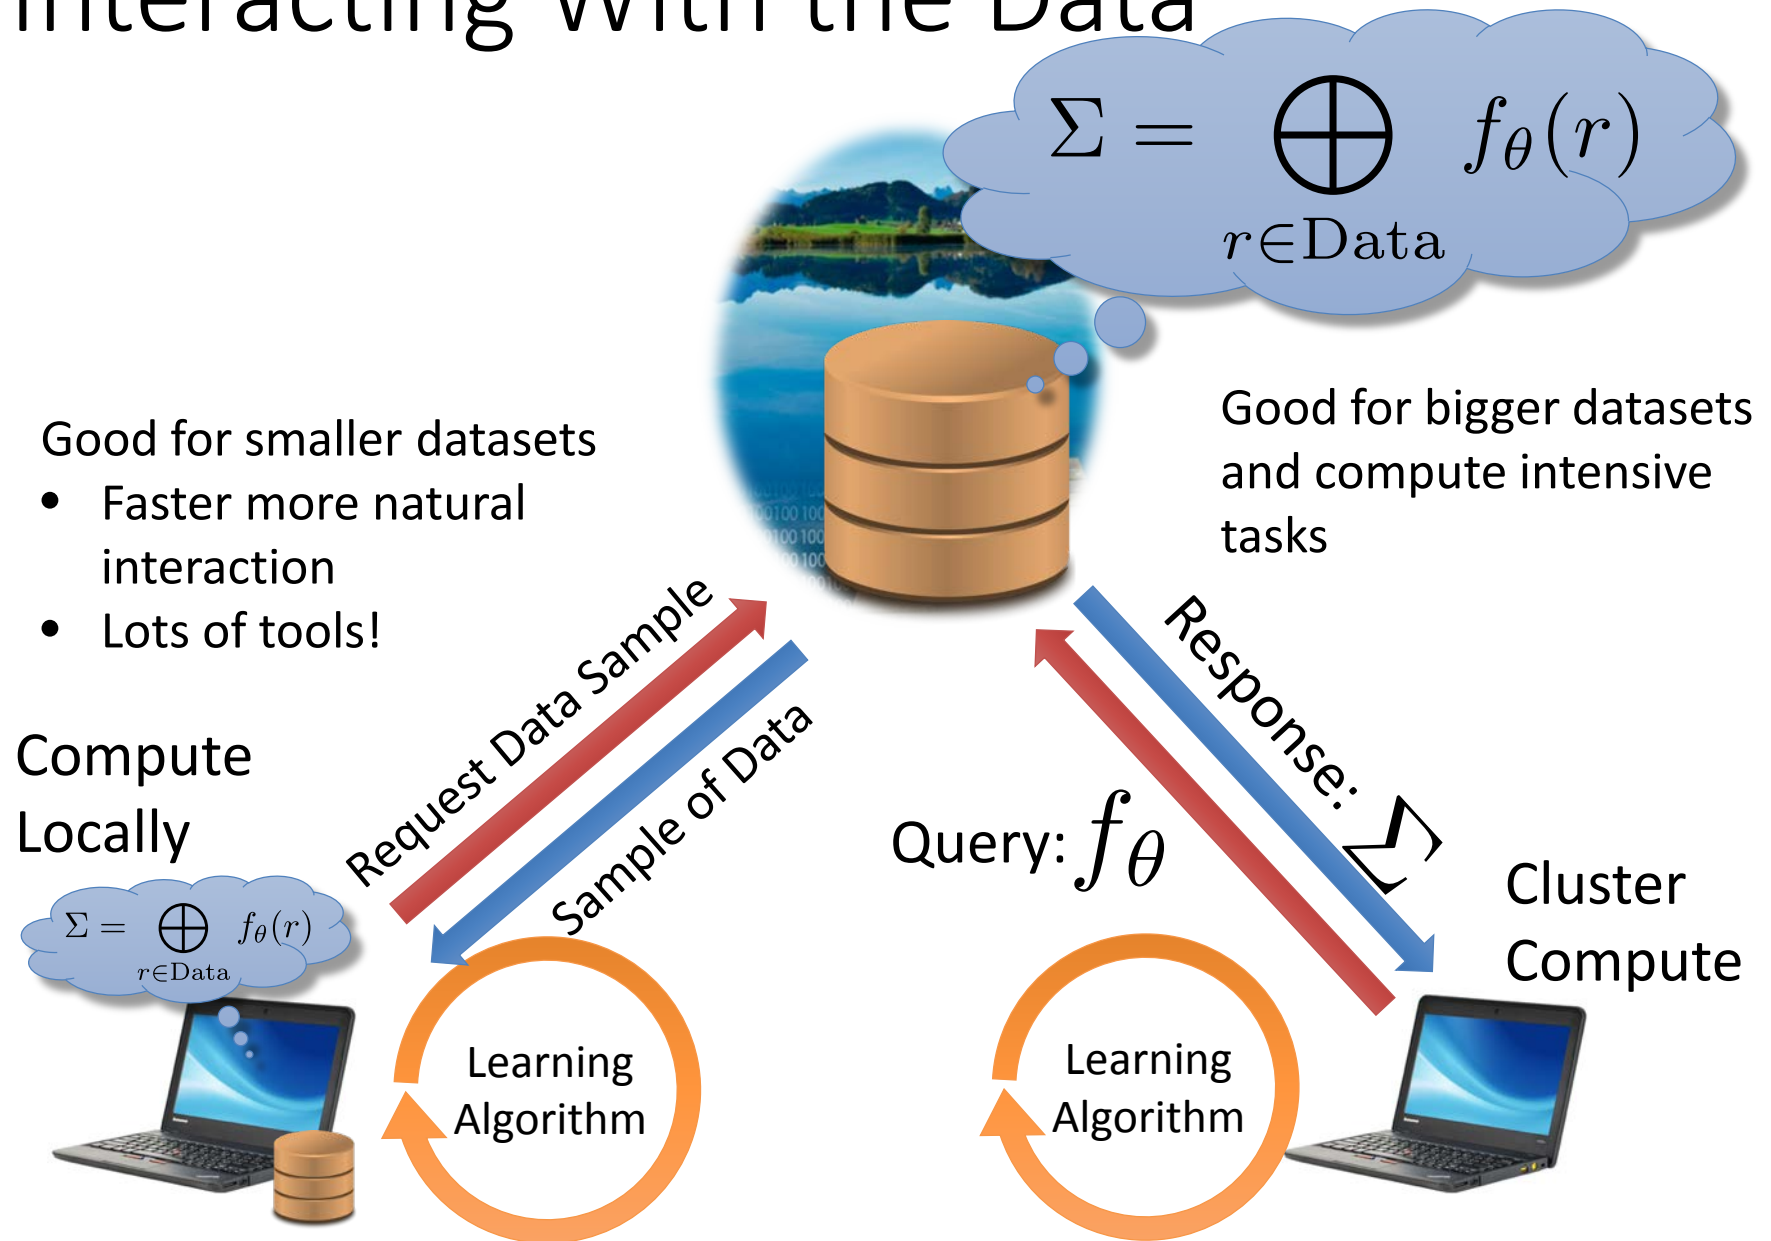 Interacting With the Data
Σ = ⨁ f_θ(r)
r∈Data
Good for smaller datasets
• Faster more natural
interaction
• Lots of tools!
Good for bigger datasets
and compute intensive
tasks
Request Data Sample
Sample of Data
Response: Σ
Query: f_θ
Compute
Locally
Σ = ⨁ f_θ(r)
r∈Data
Cluster
Compute
Learning
Algorithm
Learning
Algorithm